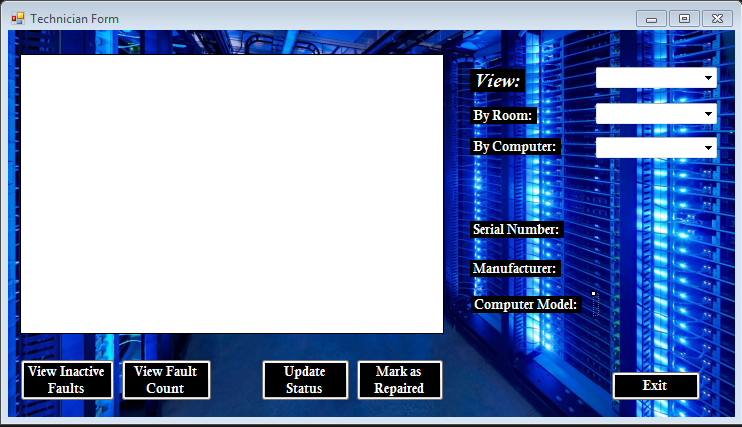 Technician Form
View:
By Room:
By Computer:
Serial Number:
Manufacturer:
Computer Model:
View Inactive
Faults
View Fault
Count
Update
Status
Mark as
Repaired
Exit